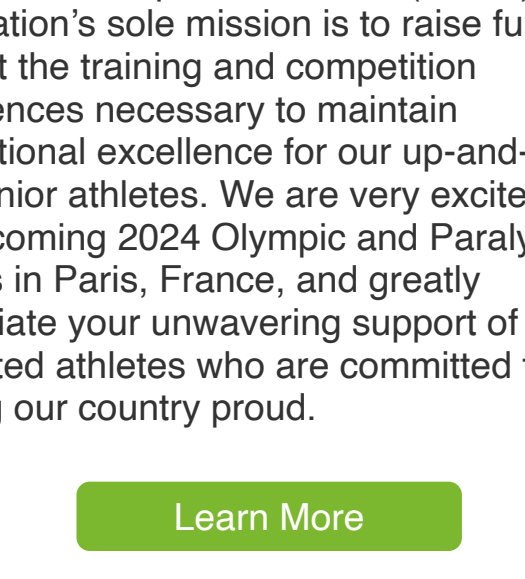 ation's sole mission is to raise fu
t the training and competition
ences necessary to maintain
tional excellence for our up-and-
nior athletes. We are very excite
coming 2024 Olympic and Paraly
s in Paris, France, and greatly
iate your unwavering support of
ted athletes who are committed t
g our country proud.
Learn More